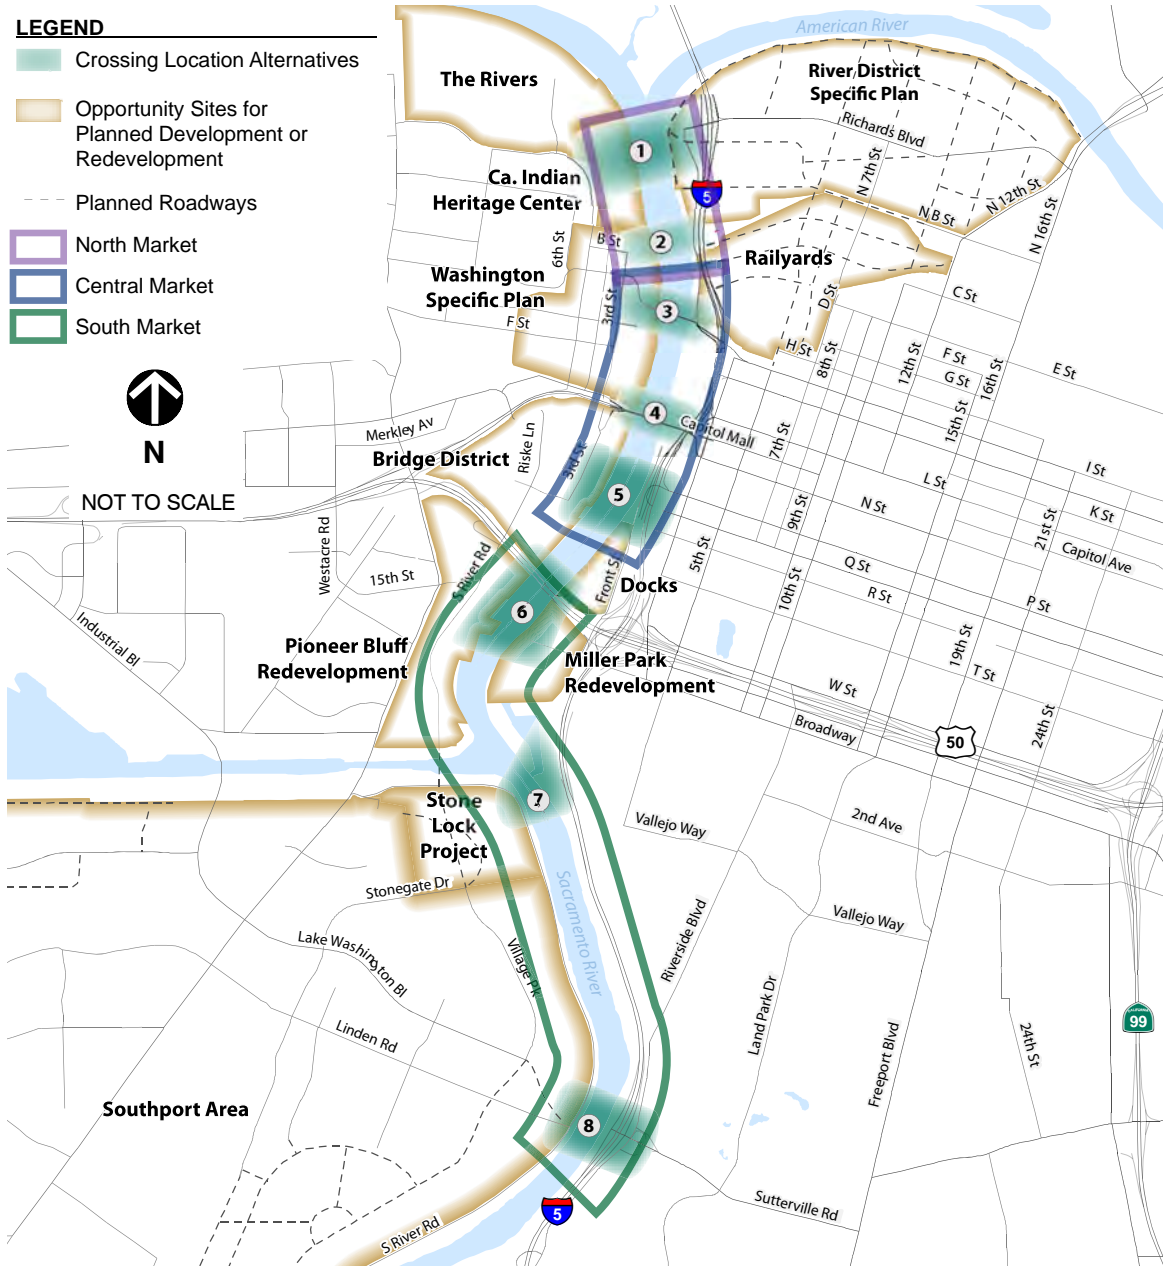 LEGEND
Crossing Location Alternatives
Opportunity Sites for
Planned Development or
Redevelopment
Planned Roadways
North Market
Central Market
South Market
N
NOT TO SCALE
American River
The Rivers
River District
Specific Plan
Richards Blvd
1
N 7th St
5
Ca. Indian
Heritage Center
N 12th St
N B St
N 16th St
6th St
B St
2
Railyards
Washington
Specific Plan
3rd St
3
D St
C St
F St
H St
8th St
12th St
F St
G St
16th St
E St
4
Capitol Mall
15th St
Merkley Av
Riske Ln
7th St
Bridge District
3rd St
I St
L St
5
N St
9th St
K St
21st St
Westacre Rd
Capitol Ave
5th St
15th St
S River Rd
Front St
Docks
Q St
R St
10th St
P St
6
Industrial Bl
Pioneer Bluff
Redevelopment
Miller Park
Redevelopment
19th St
T St
W St
Broadway
24th St
50
Stone
Lock
Project
7
Vallejo Way
2nd Ave
Stonegate Dr
Sacramento River
Riverside Blvd
Vallejo Way
Lake Washington Bl
Village Pk
Land Park Dr
Linden Rd
Freeport Blvd
24th St
CALIFORNIA
99
Southport Area
8
S River Rd
5
Sutterville Rd